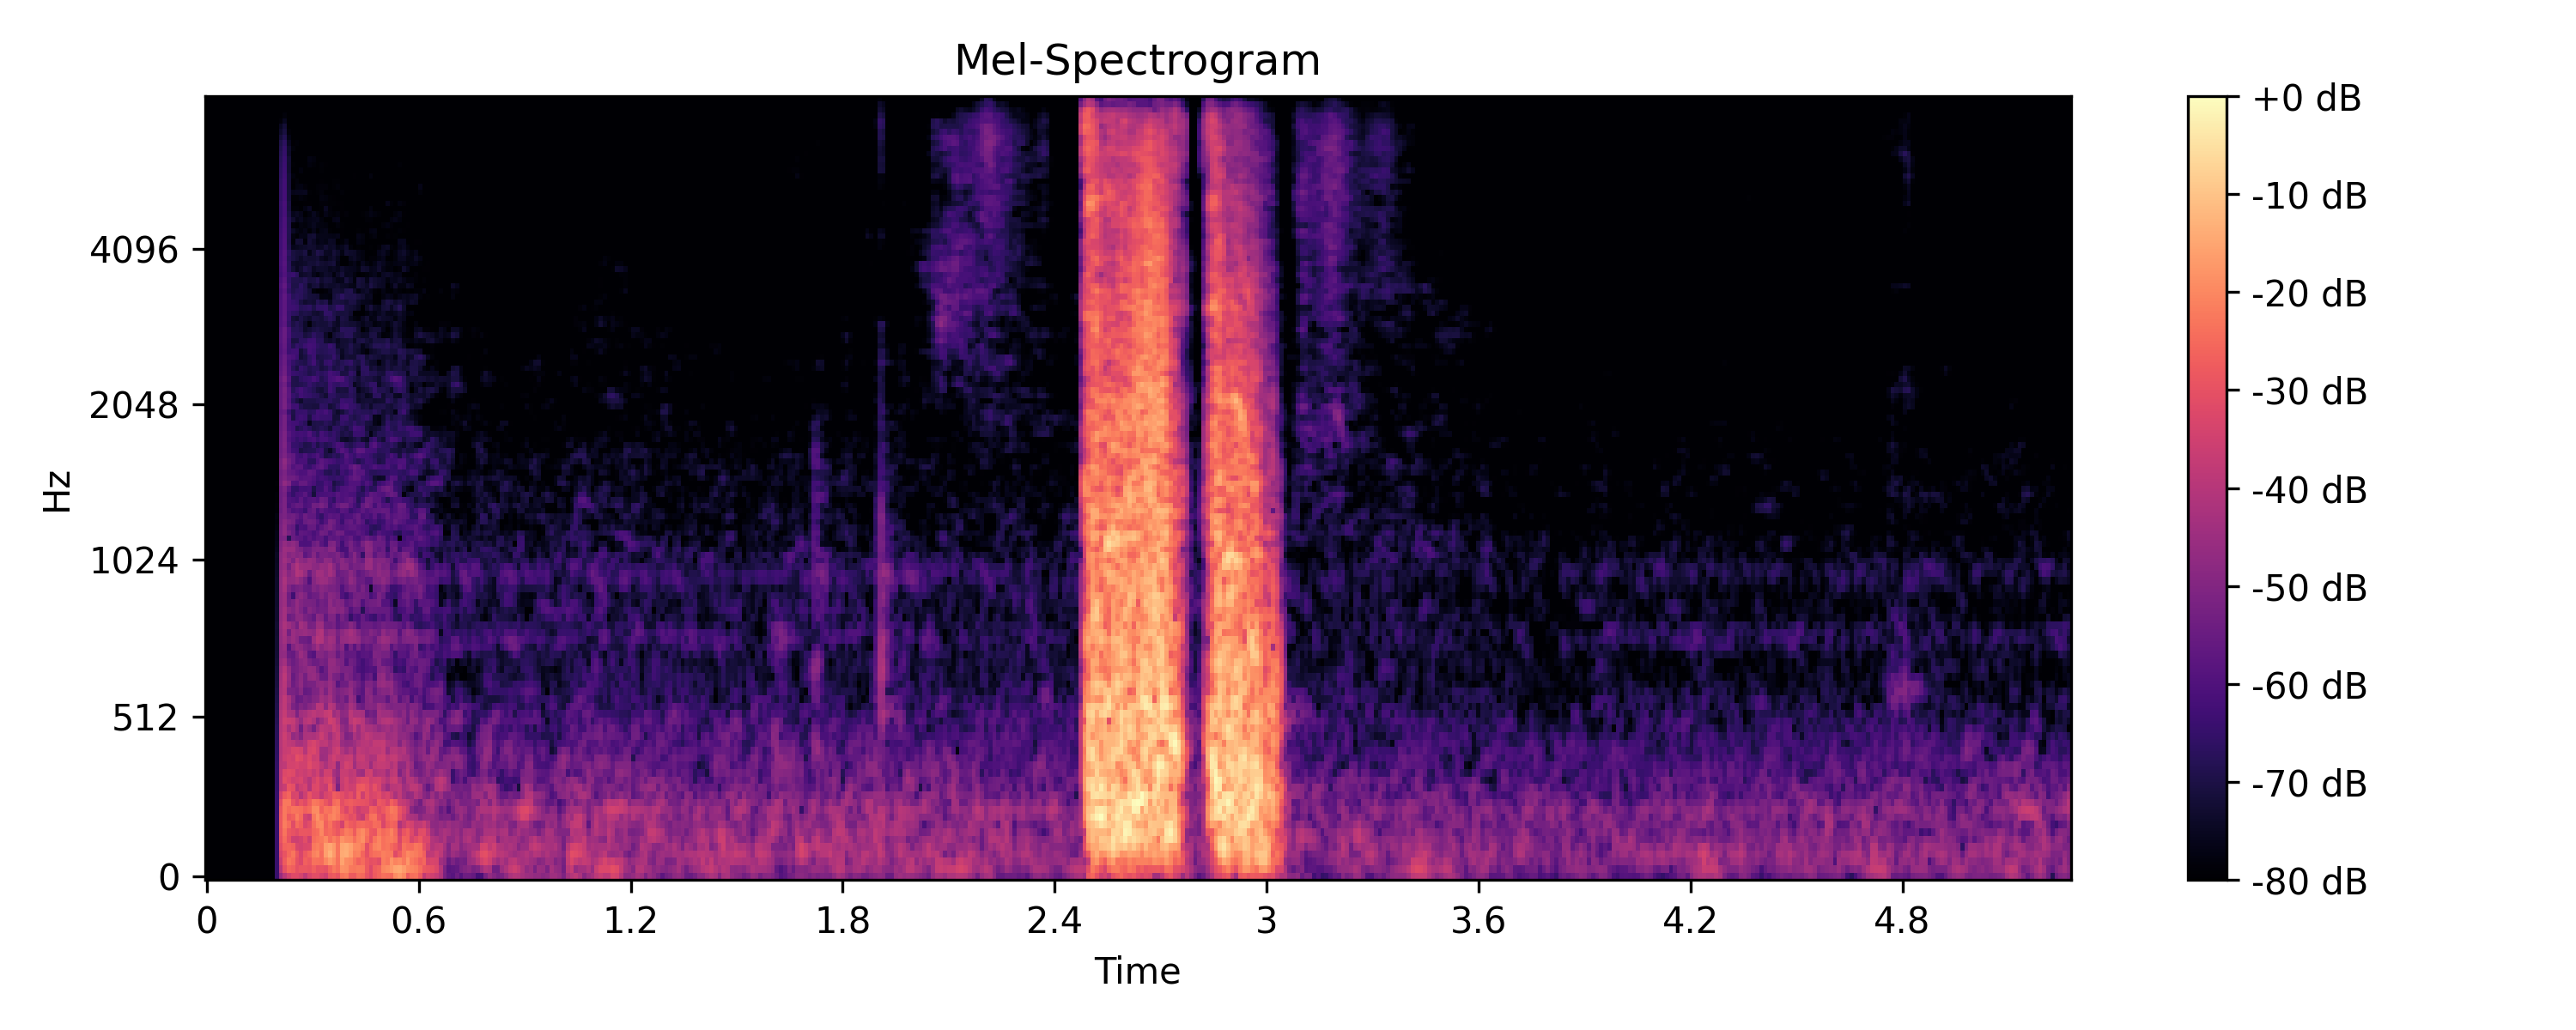 Mel-Spectrogram
+0 dB
-10 dB
-20 dB
-30 dB
-40 dB
-50 dB
-60 dB
-70 dB
-80 dB
4096
2048
1024
512
0
Hz
0 0.6 1.2 1.8 2.4 3 3.6 4.2 4.8
Time